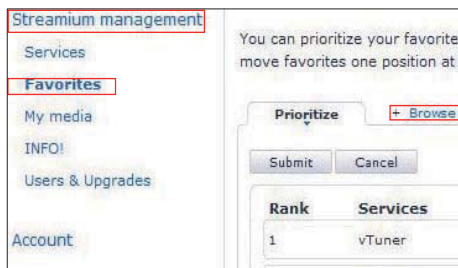 Streamium management
Services
Favorites
My media
INFO!
Users & Upgrades
Account
You can prioritize your favorite
move favorites one position at
Prioritize
+ Browse
Submit Cancel
Rank Services
1 vTuner